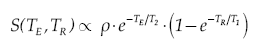 S(T_E, T_R) ∝ ρ·e^{-T_E/T_2}·(1−e^{-T_R/T_1})